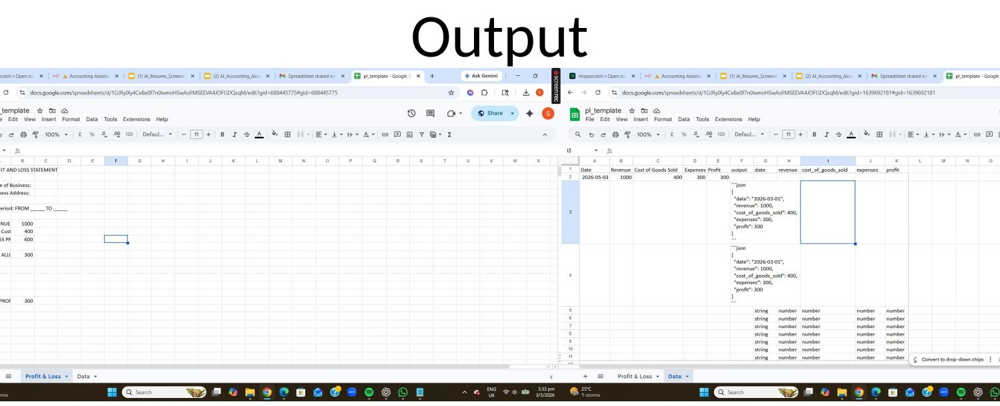 Output
cotch • Open so
Accounting Assistan
(1) AI_Resume_Screenin
(2) AI_Accounting_Ass
Spreadsheet shared wi
pl_template - Google S
Ask Gemini
docs.google.com/spreadsheets/d/1GJRy0ly4CeBe0f7n0iwnoHSwAoFMSEEVA4JOFGDQsqM/edit?gid=688445775#gid=688445775
_template
Share
S
Edit View Insert Format Data Tools Extensions Help
100% £ % .0 .00 123 Defaul... − 11 + B I A
fx
B C D E F G H I J K L M N O P Q R S T U V W X
FIT AND LOSS STATEMENT
e of Business:
ness Address:
eriod: FROM _____ TO _____
NUE 1000
Cost 400
SS PR 600
ALLC 300
PROF 300
Profit & Loss Data
Search
ENG
UK
3:33 pm
3/5/2026
screenrec
Hoppscotch • Open so
Accounting Assistan
(1) AI_Resume_Screenin
(2) AI_Accounting_Ass
Spreadsheet shared wi
pl_template - Google
docs.google.com/spreadsheets/d/1GJRy0ly4CeBe0f7n0iwnoHSwAoFMSEEVA4JOFGDQsqM/edit?gid=1639692181#gid=1639692181
pl_template
File Edit View Insert Format Data Tools Extensions Help
100% £ % .0 .00 123 Defaul... − 11 + B I A
I3 fx
A B C D E F G H I J K L M N O
1 Date Revenue Cost of Goods Sold Expenses Profit output date revenue cost_of_goods_sold expenses profit
2 2026-05-03 1000 400 300 300
3
```json
{
"date": "2026-03-01",
"revenue": 1000,
"cost_of_goods_sold": 400,
"expenses": 300,
"profit": 300
}
```
4
```json
{
"date": "2026-03-01",
"revenue": 1000,
"cost_of_goods_sold": 400,
"expenses": 300,
"profit": 300
}
```
5 string number number number number
6 string number number number number
7 string number number number number
8 string number number number number
9 string number number number number
10 string number number number number
11 string number number number number
Convert to drop-down chips
Profit & Loss Data
25°C
T-storms
Search